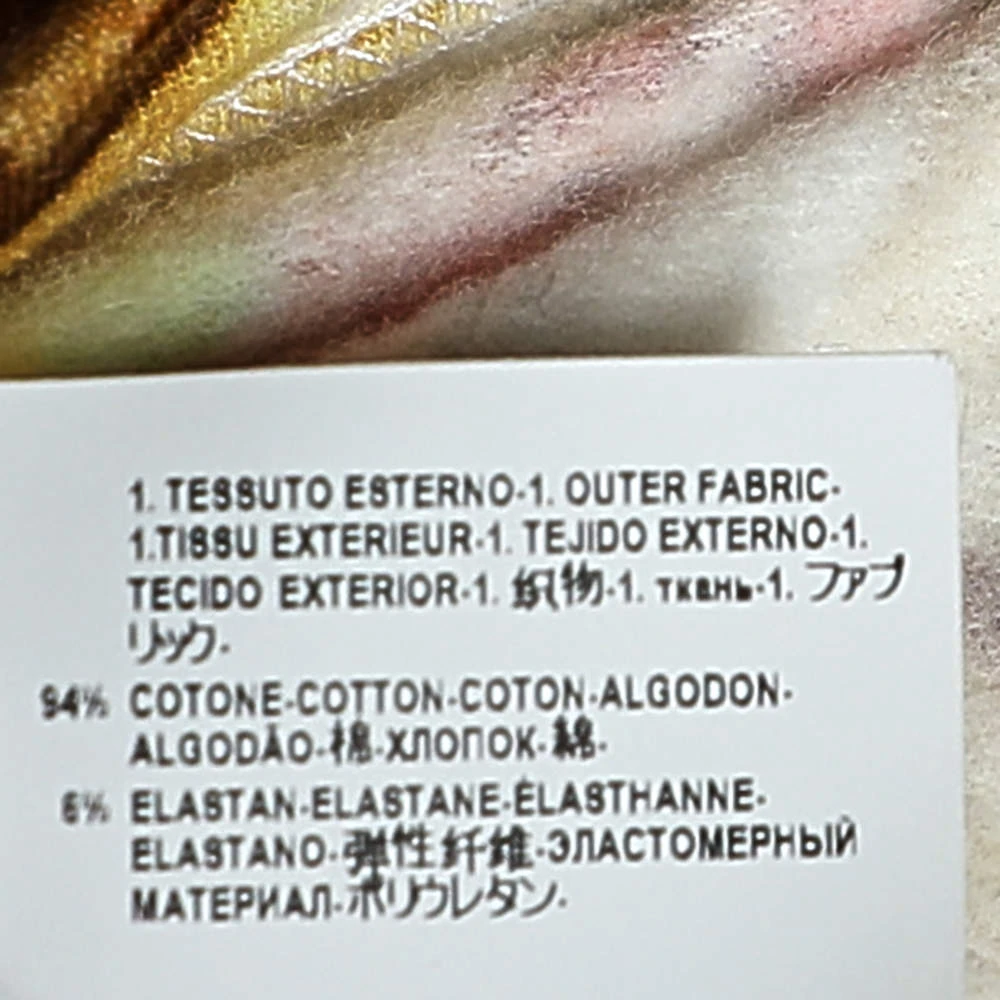 1. TESSUTO ESTERNO-1. OUTER FABRIC-
1.TISSU EXTERIEUR-1. TEJIDO EXTERNO-1.
TECIDO EXTERIOR-1. 织物-1. ткань-1. ファブ
リック-
94% COTONE-COTTON-COTON-ALGODON-
ALGODÃO-棉-ХЛОПОК-綿-
6% ELASTAN-ELASTANE-ÉLASTHANNE-
ELASTANO-弹性纤维-ЭЛАСТОМЕРНЫЙ
МАТЕРИАЛ-ポリウレタン-